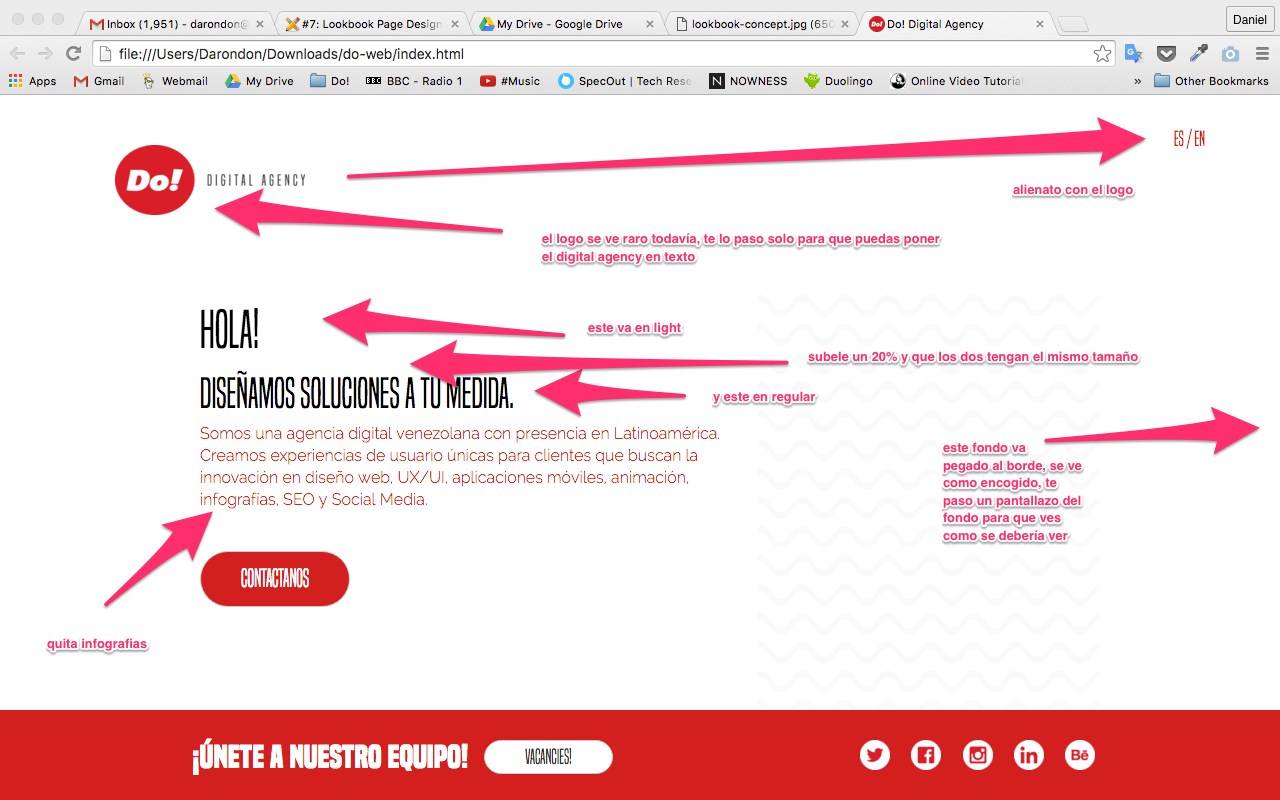 Inbox (1,951) - darondon@
#7: Lookbook Page Design
My Drive - Google Drive
lookbook-concept.jpg (650
Do! Digital Agency
Daniel
file:///Users/Darondon/Downloads/do-web/index.html
Apps
Gmail
Webmail
My Drive
Do!
BBC - Radio 1
#Music
SpecOut | Tech Rese
NOWNESS
Duolingo
Online Video Tutorial
»
Other Bookmarks
ES / EN
Do!
DIGITAL AGENCY
alienato con el logo
el logo se ve raro todavía, te lo paso solo para que puedas poner
el digital agency en texto
HOLA!
este va en light
subele un 20% y que los dos tengan el mismo tamaño
DISEÑAMOS SOLUCIONES A TU MEDIDA.
y este en regular
Somos una agencia digital venezolana con presencia en Latinoamérica.
Creamos experiencias de usuario únicas para clientes que buscan la
innovación en diseño web, UX/UI, aplicaciones móviles, animación,
infografías, SEO y Social Media.
este fondo va
pegado al borde, se ve
como encogido, te
paso un pantallazo del
fondo para que ves
como se debería ver
CONTACTANOS
quita infografias
¡ÚNETE A NUESTRO EQUIPO!
VACANCIES!
in
Bē